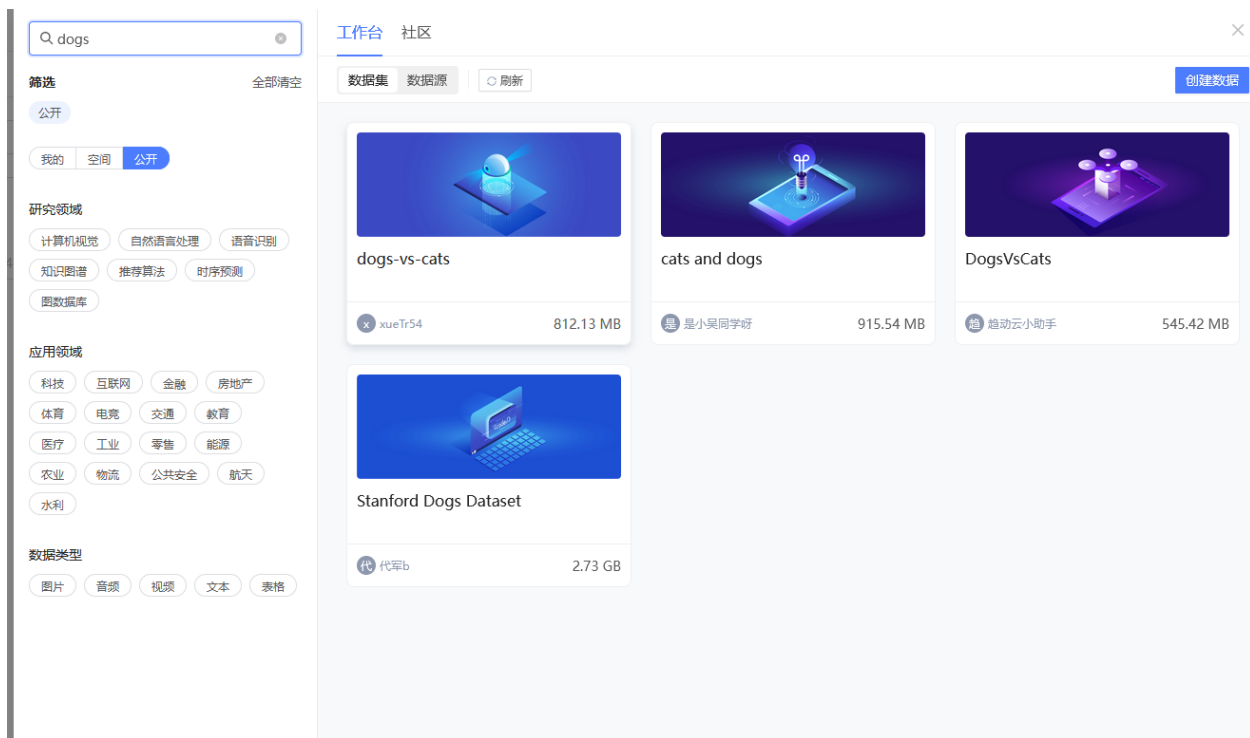 dogs
筛选 全部清空
公开
我的 空间 公开
研究领域
计算机视觉 自然语言处理 语音识别
知识图谱 推荐算法 时序预测
图数据库
应用领域
科技 互联网 金融 房地产
体育 电竞 交通 教育
医疗 工业 零售 能源
农业 物流 公共安全 航天
水利
数据类型
图片 音频 视频 文本 表格
工作台 社区
数据集 数据源 刷新 创建数据
dogs-vs-cats
x xueTr54 812.13 MB
cats and dogs
是 是小吴同学呀 915.54 MB
DogsVsCats
趋 趋动云小助手 545.42 MB
Stanford Dogs Dataset
代 代军b 2.73 GB